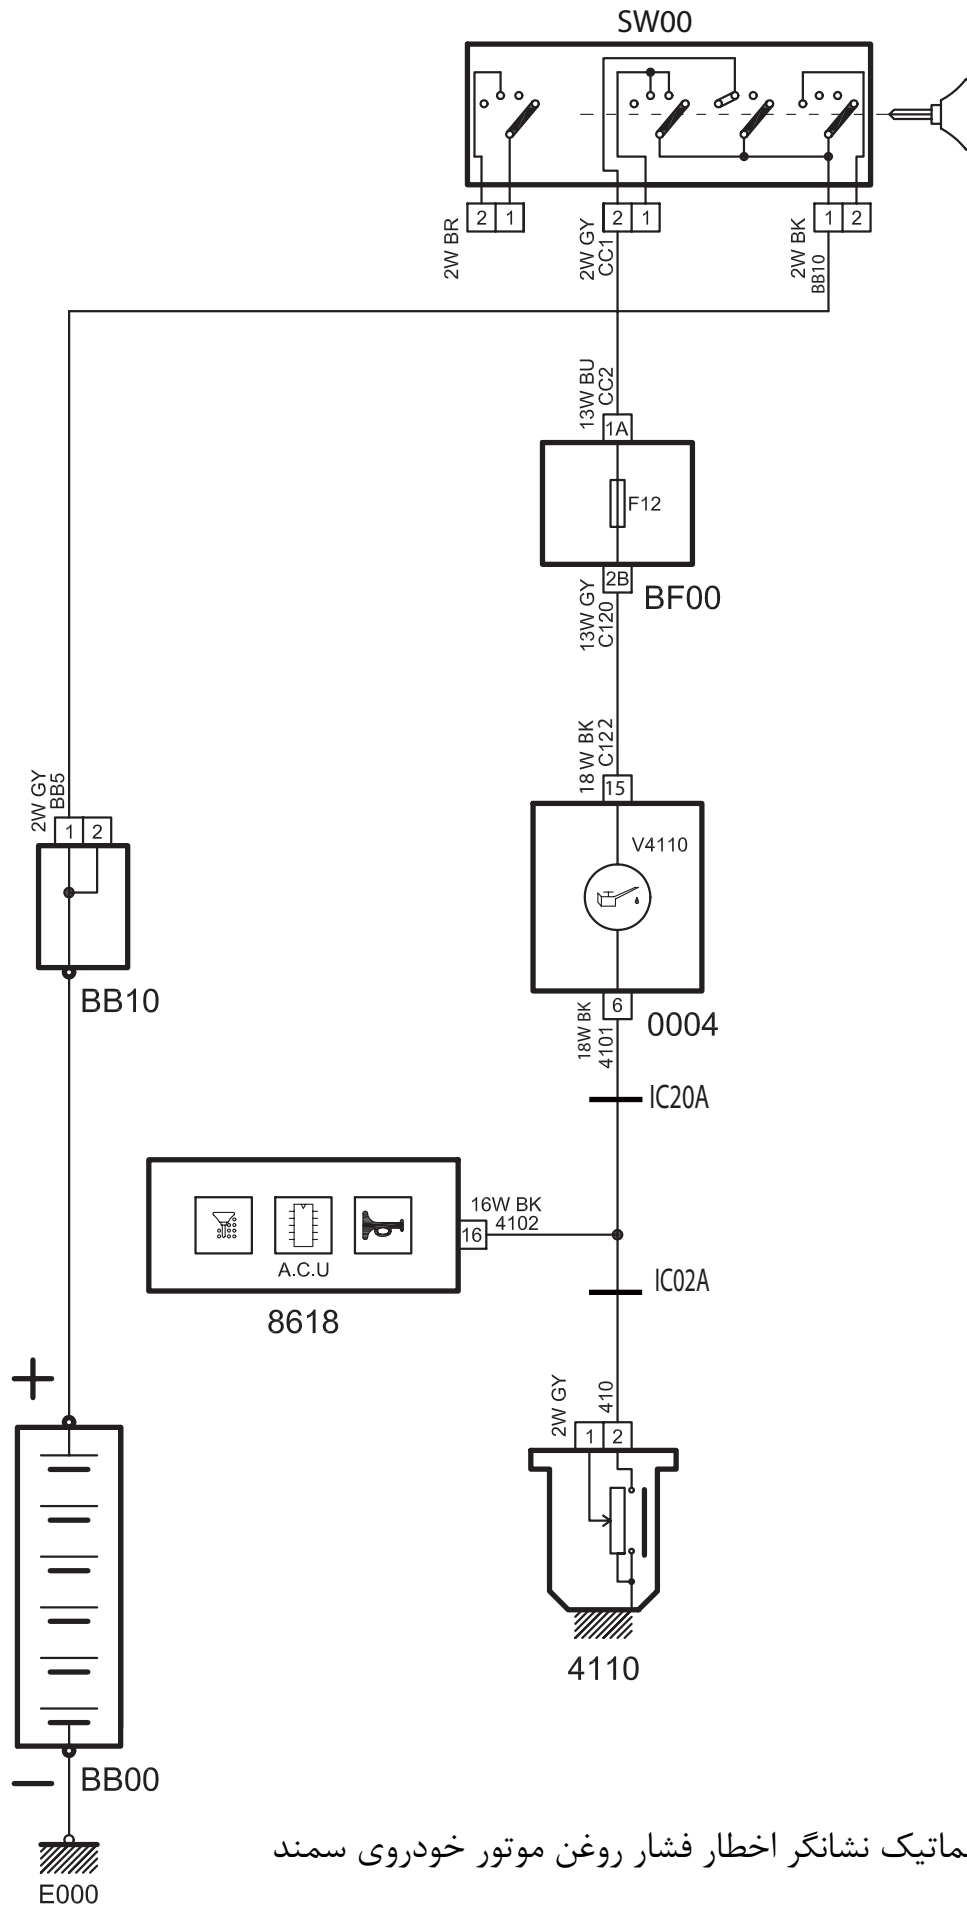 SW00
2 1
2 1
1 2
2W BR
2W GY
CC1
2W BK
BB10
13W BU
CC2
1A
F12
2B
BF00
13W GY
C120
18W BK
C122
15
V4110
2W GY
BB5
1 2
BB10
6
0004
18W BK
4101
IC20A
16W BK
4102
16
A.C.U
8618
IC02A
2W GY
410
1 2
4110
+
−
BB00
E000
نشانگر اخطار فشار روغن موتور خودروی سمند